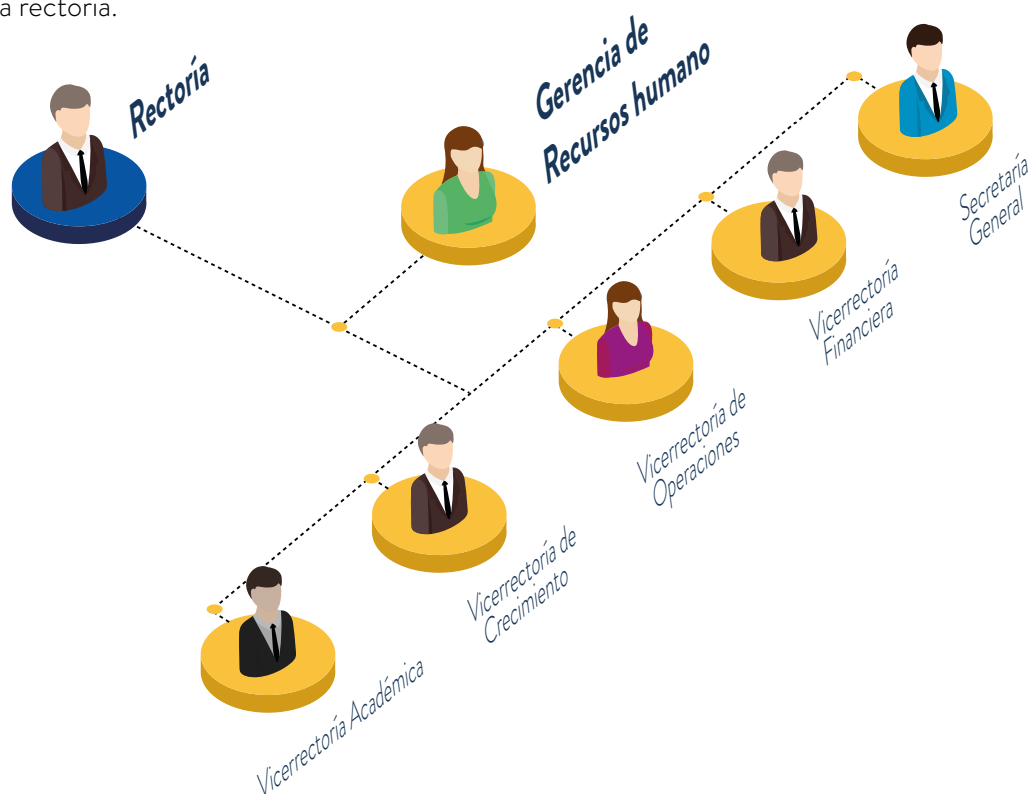 a rectoría.
Rectoría
Gerencia de
Recursos humano
Secretaría
General
Vicerrectoría
Financiera
Vicerrectoría de
Operaciones
Vicerrectoría de
Crecimiento
Vicerrectoría Académica